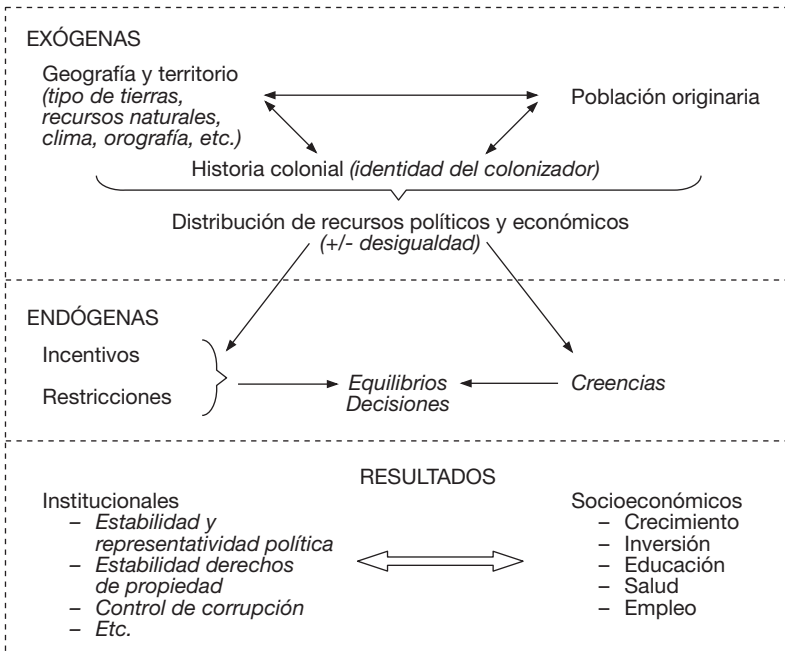 EXÓGENAS
Geografía y territorio
(tipo de tierras,
recursos naturales,
clima, orografía, etc.)
Población originaria
Historia colonial (identidad del colonizador)
Distribución de recursos políticos y económicos
(+/- desigualdad)
ENDÓGENAS
Incentivos
Restricciones
Equilibrios
Decisiones
Creencias
RESULTADOS
Institucionales
– Estabilidad y
representatividad política
– Estabilidad derechos
de propiedad
– Control de corrupción
– Etc.
Socioeconómicos
– Crecimiento
– Inversión
– Educación
– Salud
– Empleo